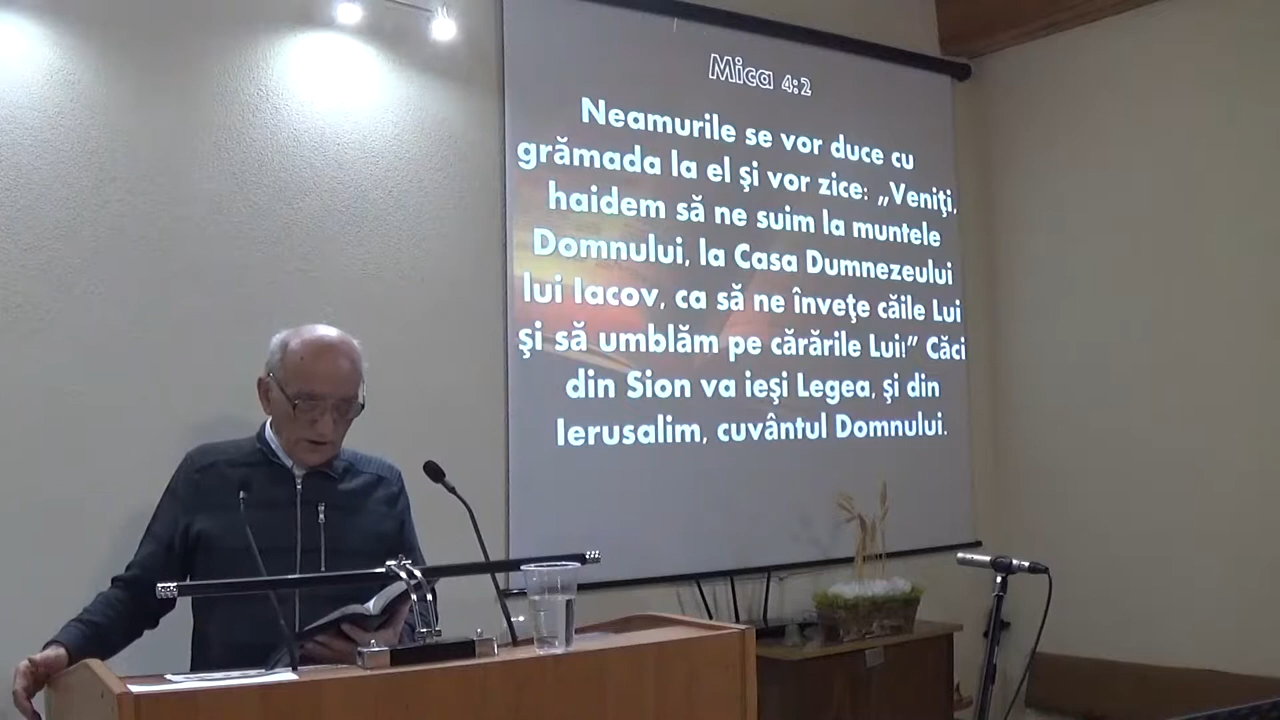 Mica 4:2
Neamurile se vor duce cu
grămada la el şi vor zice: „Veniţi,
haidem să ne suim la muntele
Domnului, la Casa Dumnezeului
lui Iacov, ca să ne înveţe căile Lui
şi să umblăm pe cărările Lui!” Căci
din Sion va ieşi Legea, şi din
Ierusalim, cuvântul Domnului.